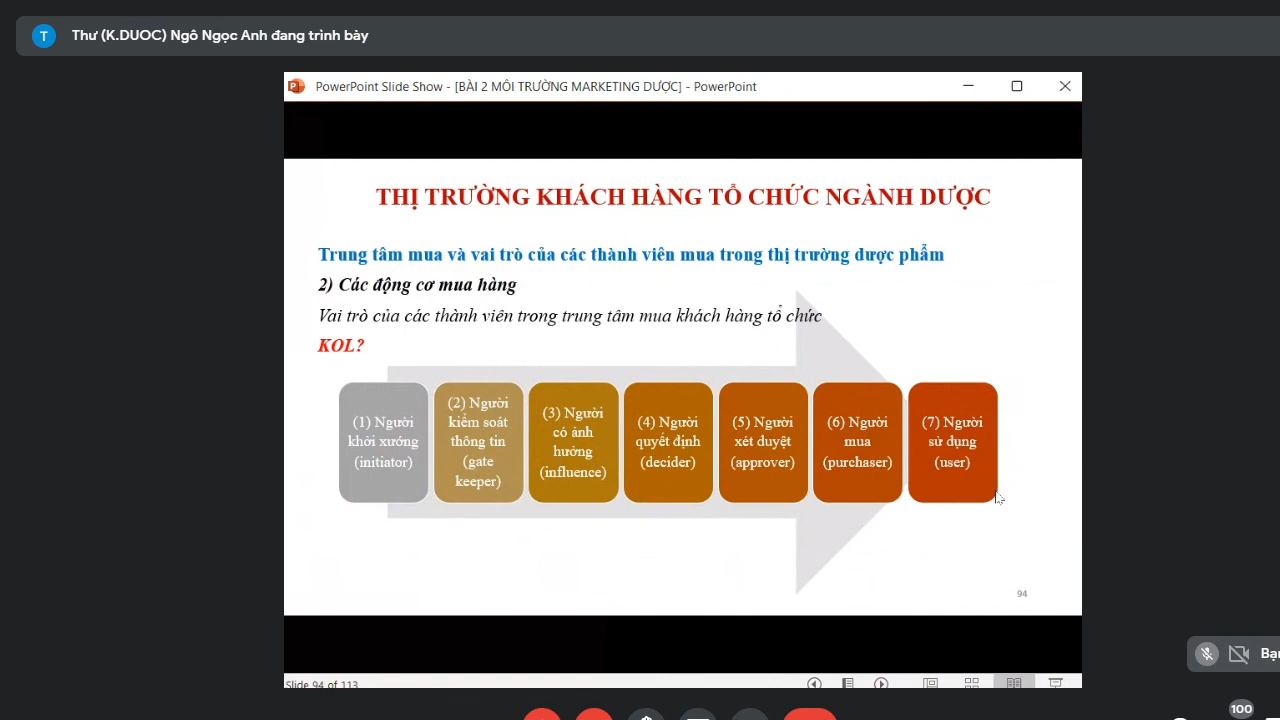 T
Thư (K.DUOC) Ngô Ngọc Anh đang trình bày
PowerPoint Slide Show - [BÀI 2 MÔI TRƯỜNG MARKETING DƯỢC] - PowerPoint
THỊ TRƯỜNG KHÁCH HÀNG TỔ CHỨC NGÀNH DƯỢC
Trung tâm mua và vai trò của các thành viên mua trong thị trường dược phẩm
2) Các động cơ mua hàng
Vai trò của các thành viên trong trung tâm mua khách hàng tổ chức
KOL?
(1) Người
khởi xướng
(initiator)
(2) Người
kiểm soát
thông tin
(gate
keeper)
(3) Người
có ảnh
hưởng
(influence)
(4) Người
quyết định
(decider)
(5) Người
xét duyệt
(approver)
(6) Người
mua
(purchaser)
(7) Người
sử dụng
(user)
94
Slide 94 of 113
Bạn
100